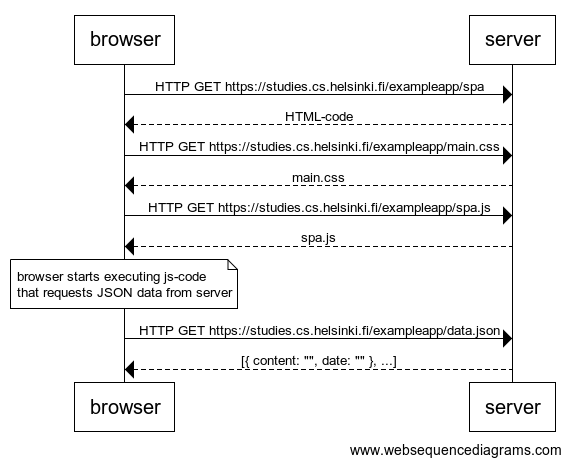 browser server
HTTP GET https://studies.cs.helsinki.fi/exampleapp/spa
HTML-code
HTTP GET https://studies.cs.helsinki.fi/exampleapp/main.css
main.css
HTTP GET https://studies.cs.helsinki.fi/exampleapp/spa.js
spa.js
browser starts executing js-code
that requests JSON data from server
HTTP GET https://studies.cs.helsinki.fi/exampleapp/data.json
[{ content: "", date: "" }, ...]
browser server
www.websequencediagrams.com